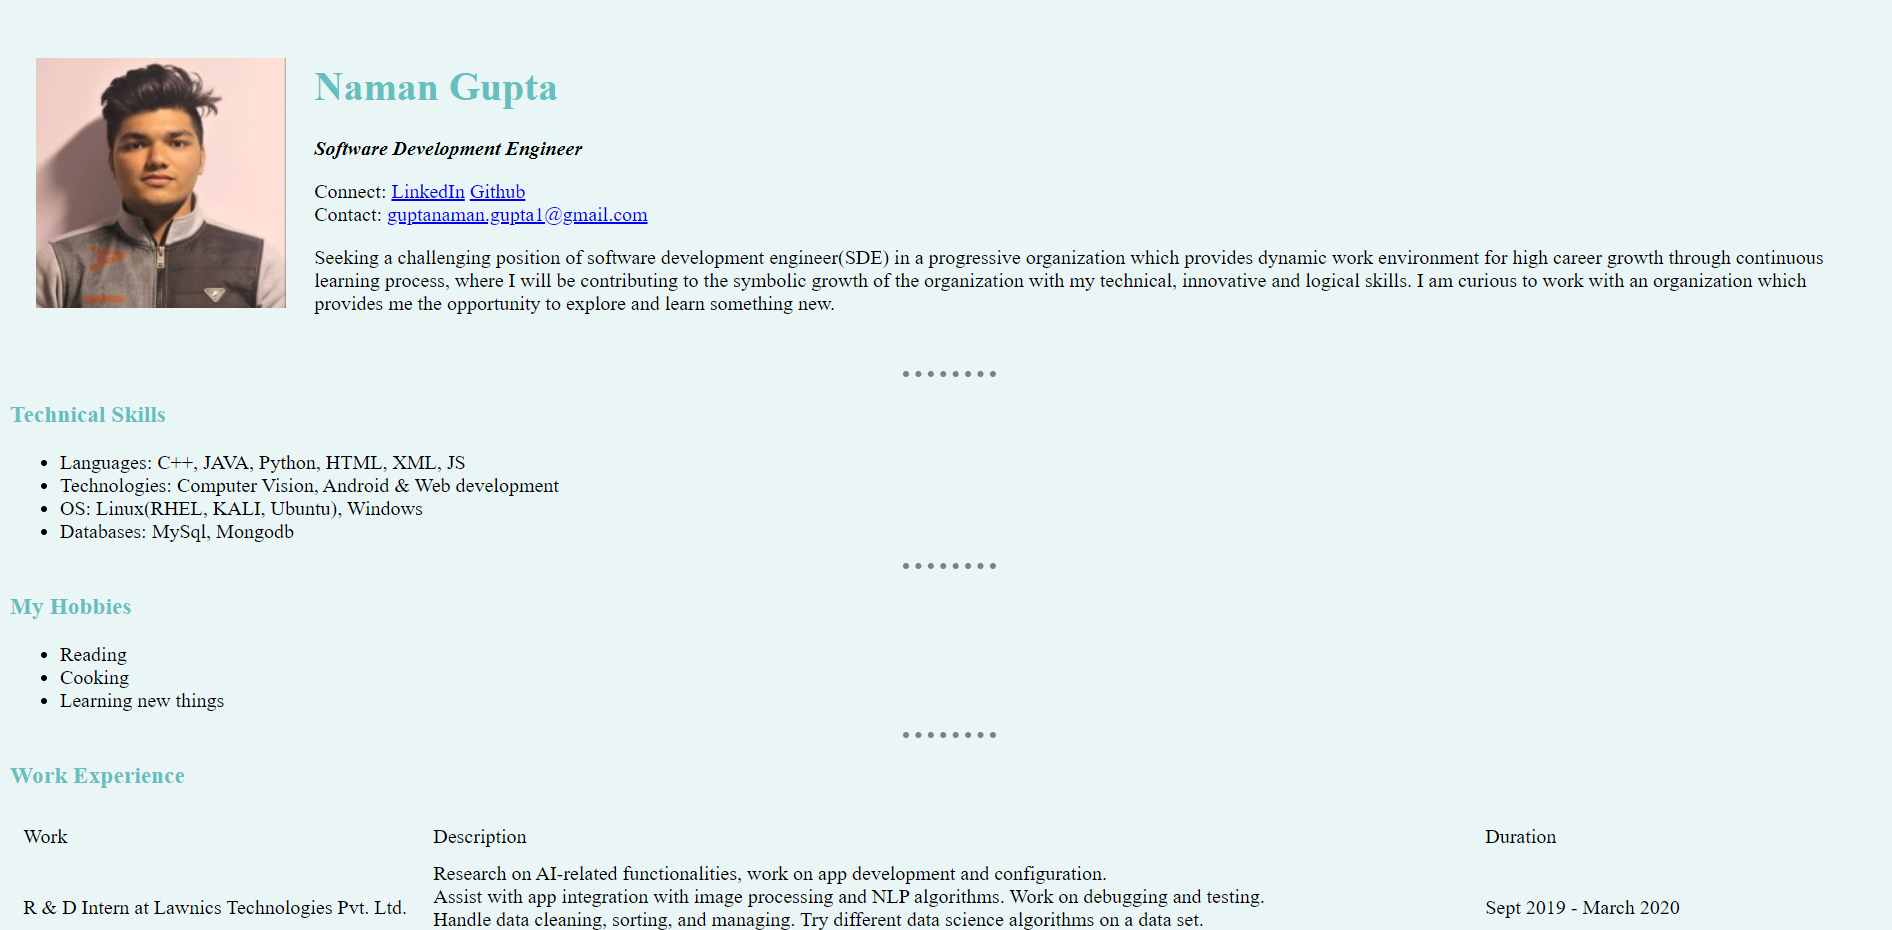 Naman Gupta
Software Development Engineer
Connect: LinkedIn Github
Contact: guptanaman.gupta1@gmail.com
Seeking a challenging position of software development engineer(SDE) in a progressive organization which provides dynamic work environment for high career growth through continuous
learning process, where I will be contributing to the symbolic growth of the organization with my technical, innovative and logical skills. I am curious to work with an organization which
provides me the opportunity to explore and learn something new.
Technical Skills
Languages: C++, JAVA, Python, HTML, XML, JS
Technologies: Computer Vision, Android & Web development
OS: Linux(RHEL, KALI, Ubuntu), Windows
Databases: MySql, Mongodb
My Hobbies
Reading
Cooking
Learning new things
Work Experience
Work Description Duration
Research on AI-related functionalities, work on app development and configuration.
Assist with app integration with image processing and NLP algorithms. Work on debugging and testing.
R & D Intern at Lawnics Technologies Pvt. Ltd. Sept 2019 - March 2020
Handle data cleaning, sorting, and managing. Try different data science algorithms on a data set.